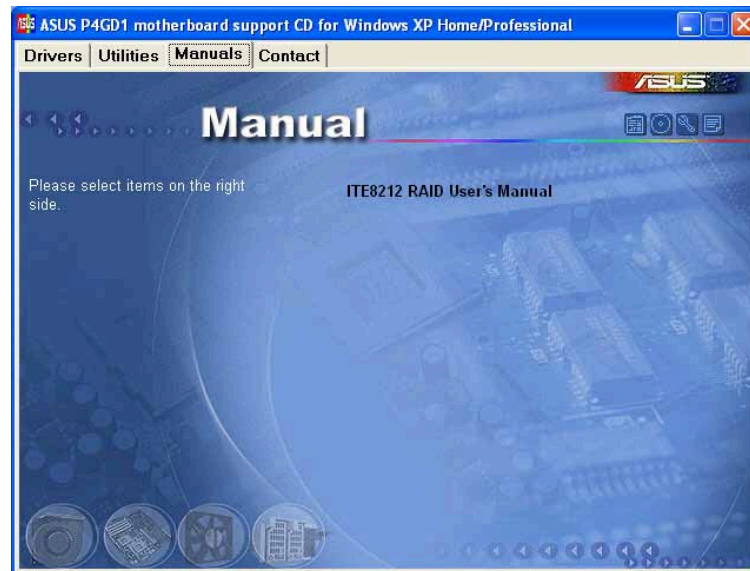 ASUS P4GD1 motherboard support CD for Windows XP Home/Professional
Drivers Utilities Manuals Contact
ASUS
Manual
Please select items on the right
side.
ITE8212 RAID User's Manual